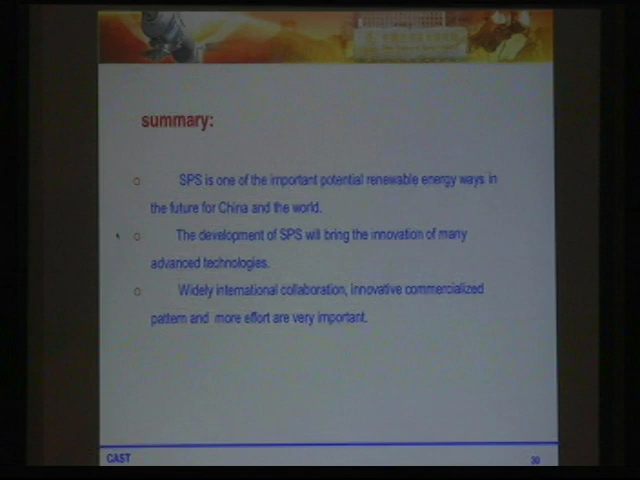 summary:
SPS is one of the important potential renewable energy ways in
the future for China and the world.
The development of SPS will bring the innovation of many
advanced technologies.
Widely international collaboration, innovative commercialized
pattern and more effort are very important.
CAST
30